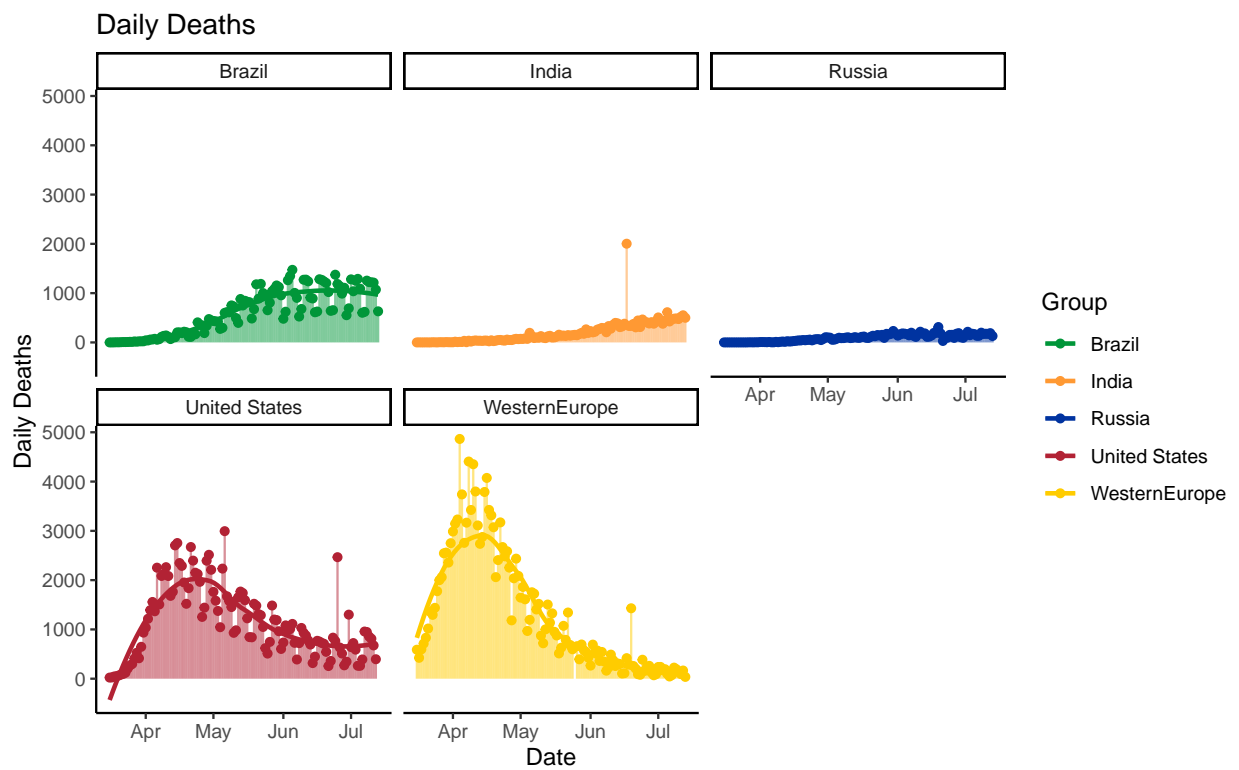 Daily Deaths
Brazil
India
Russia
5000
4000
3000
2000
1000
0
Apr May Jun Jul
United States
WesternEurope
5000
4000
3000
2000
1000
0
Apr May Jun Jul
Apr May Jun Jul
Daily Deaths
Date
Group
Brazil
India
Russia
United States
WesternEurope